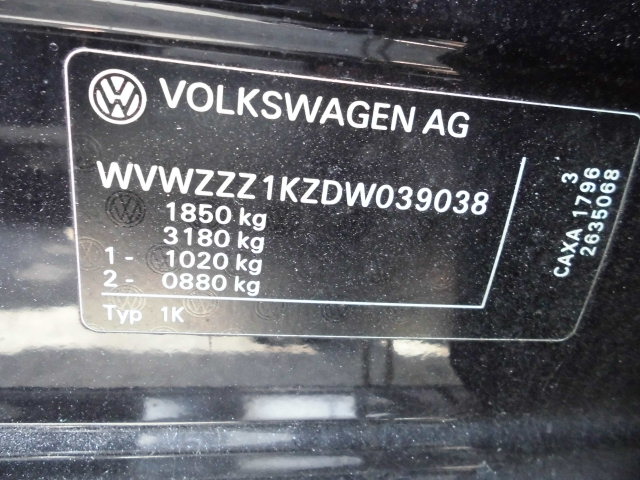 VOLKSWAGEN AG
WVWZZZ1KZDW039038
1850 kg
3180 kg
1 - 1020 kg
2 - 0880 kg
Typ 1K
3
CAXA 1796
2635068